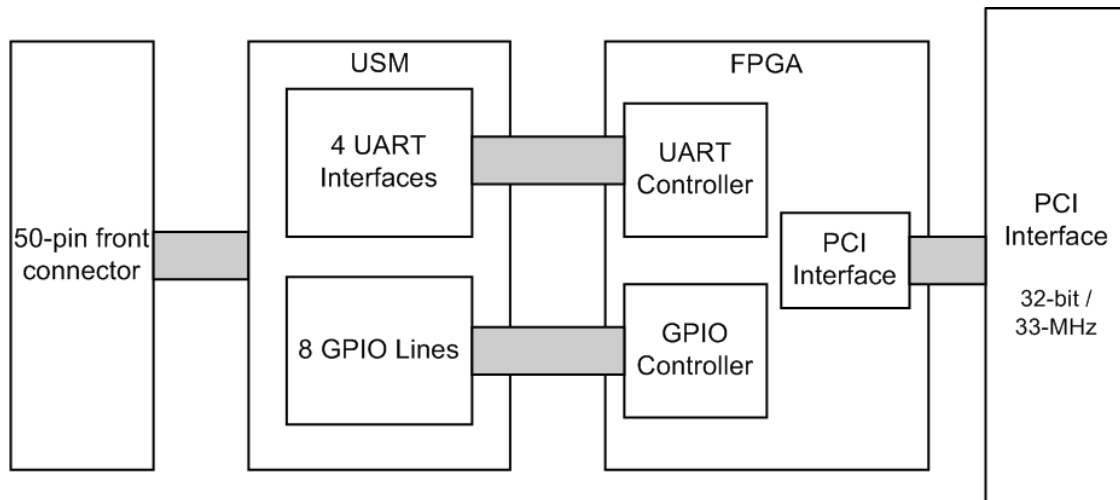 50-pin front
connector
USM
4 UART
Interfaces
8 GPIO Lines
FPGA
UART
Controller
PCI
Interface
GPIO
Controller
PCI
Interface
32-bit /
33-MHz